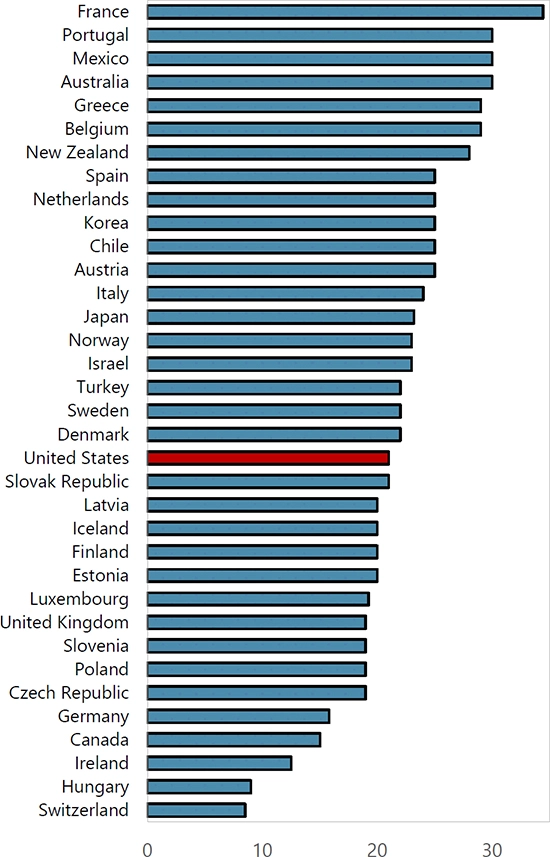 France
Portugal
Mexico
Australia
Greece
Belgium
New Zealand
Spain
Netherlands
Korea
Chile
Austria
Italy
Japan
Norway
Israel
Turkey
Sweden
Denmark
United States
Slovak Republic
Latvia
Iceland
Finland
Estonia
Luxembourg
United Kingdom
Slovenia
Poland
Czech Republic
Germany
Canada
Ireland
Hungary
Switzerland
0 10 20 30